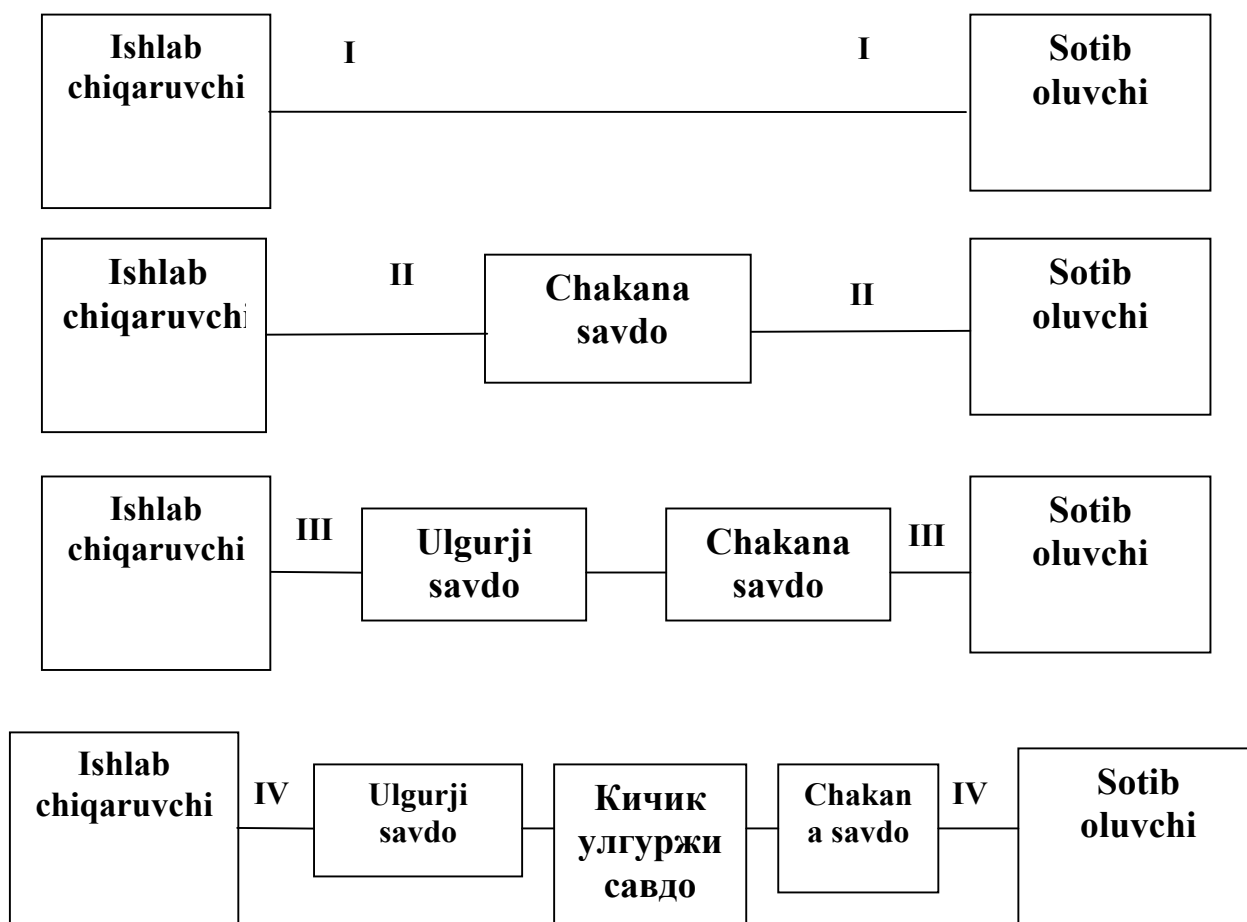 Ishlab
chiqaruvchi
I
I
Sotib
oluvchi
Ishlab
chiqaruvchi
II
Chakana
savdo
II
Sotib
oluvchi
Ishlab
chiqaruvchi
III
Ulgurji
savdo
Chakana
savdo
III
Sotib
oluvchi
Ishlab
chiqaruvchi
IV
Ulgurji
savdo
Кичик
улгуржи
савдо
Chakan
a savdo
IV
Sotib
oluvchi